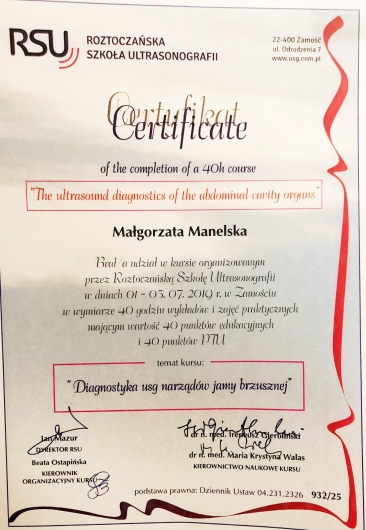 RSU ROZTOCZAŃSKA
SZKOŁA ULTRASONOGRAFII
22-400 Zamość
ul. Odrodzenia 7
www.usg.com.pl
Certyfikat
Certificate
of the completion of a 40h course
"The ultrasound diagnostics of the abdominal cavity organs"
Małgorzata Manelska
Brał/a udział w kursie organizowanym
przez Roztoczańską Szkołę Ultrasonografii
w dniach 01 - 05. 07. 2019 r. w Zamościu
w wymiarze 40 godzin wykładów i zajęć praktycznych
mającym wartość 40 punktów edukacyjnych
i 40 punktów PTU
temat kursu:
"Diagnostyka usg narządów jamy brzusznej"
Jan Mazur
DYREKTOR RSU
Beata Ostapińska
KIEROWNIK
ORGANIZACYJNY KURSU
dr n. med. Ireneusz
dr n. med. Maria Krystyna Walas
KIEROWNICTWO NAUKOWE KURSU
podstawa prawna: Dziennik Ustaw 04.231.2326 932/25